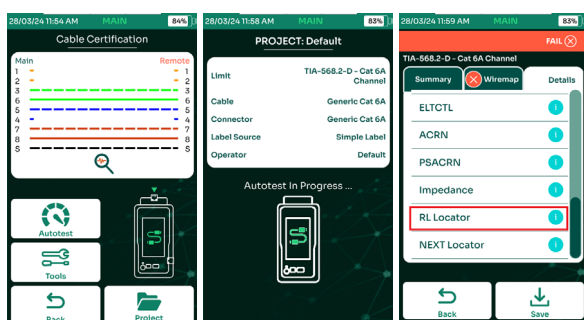 28/03/24 11:54 AM MAIN 84%
Cable Certification
Main Remote
1 1
2 2
3 3
6 6
5 5
4 4
7 7
8 8
S S
Autotest
Tools
Back Project
28/03/24 11:58 AM MAIN 83%
PROJECT: Default
Limit TIA-568.2-D - Cat 6A
Channel
Cable Generic Cat 6A
Connector Generic Cat 6A
Label Source Simple Label
Operator Default
Autotest In Progress ...
28/03/24 11:59 AM MAIN 83%
FAIL
TIA-568.2-D - Cat 6A Channel
Summary Wiremap Details
ELTCTL
ACRN
PSACRN
Impedance
RL Locator
NEXT Locator
Back Save